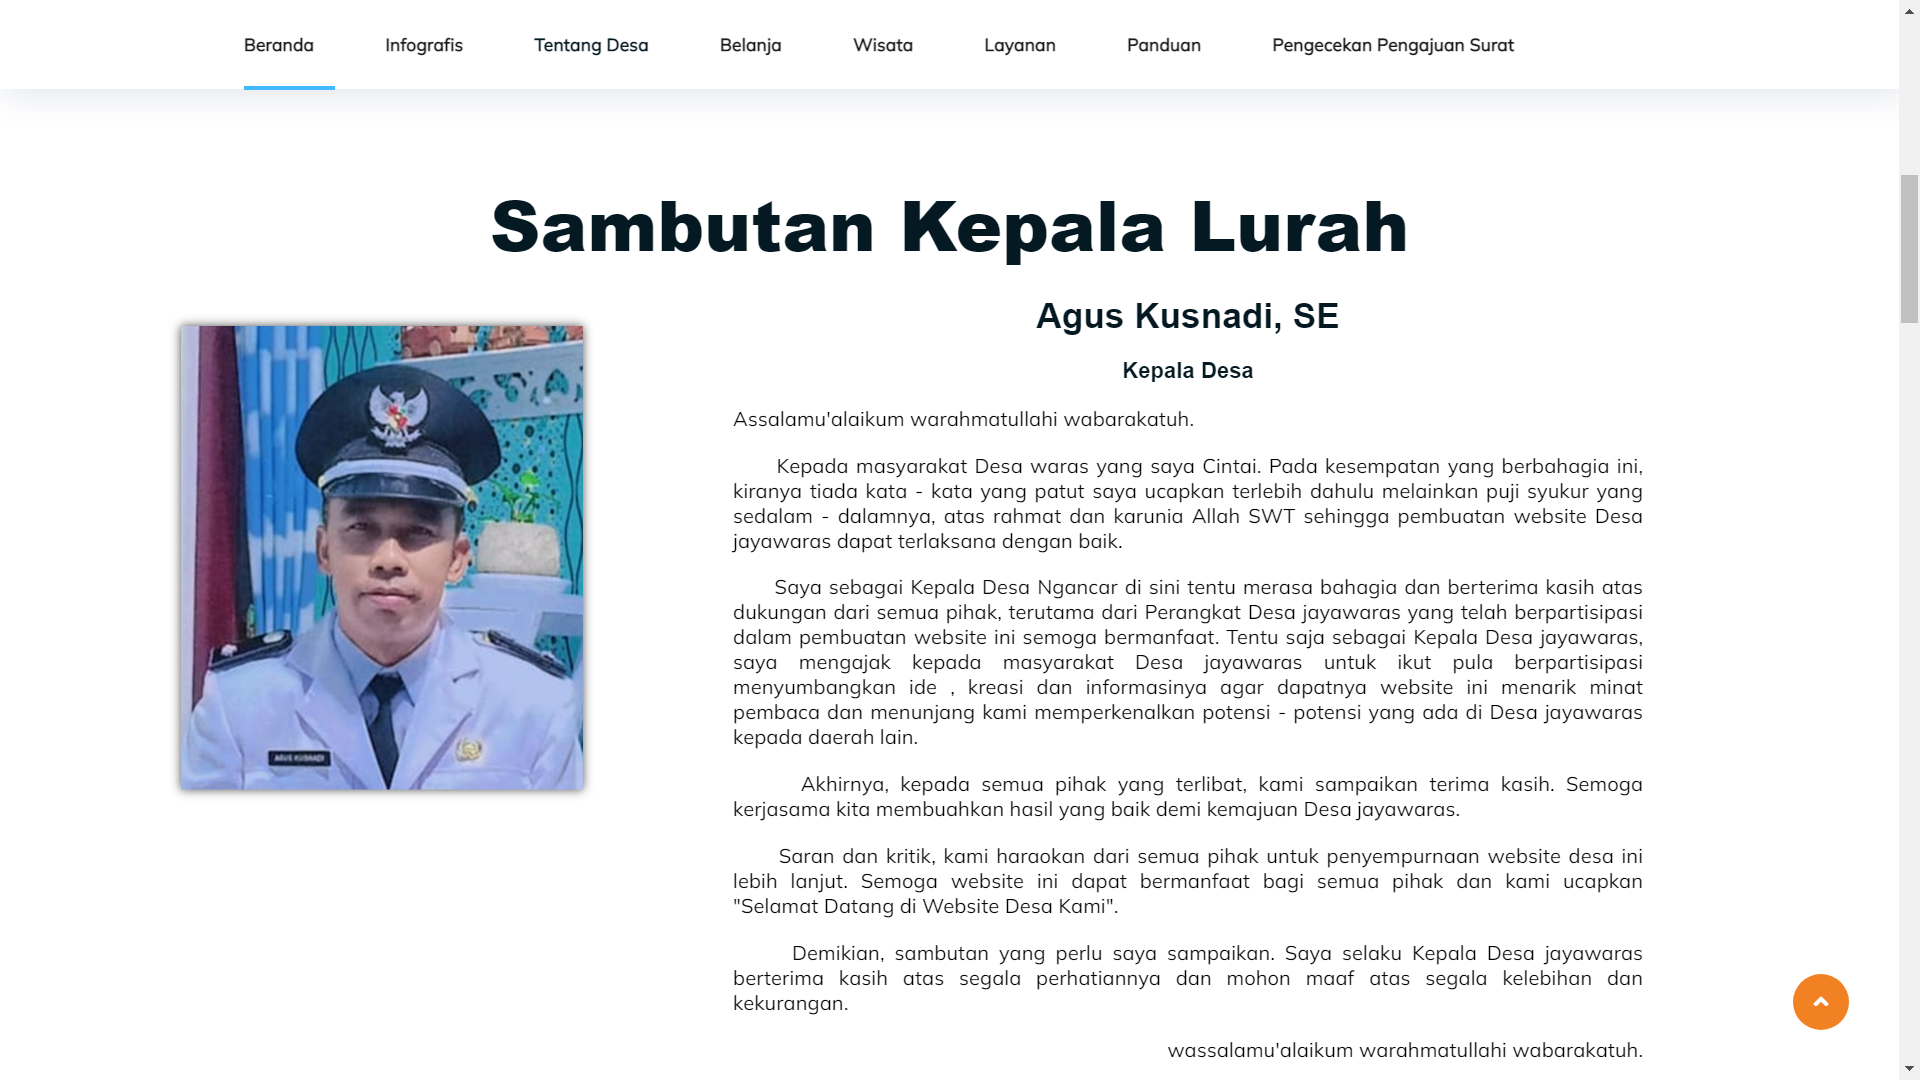 Beranda Infografis Tentang Desa Belanja Wisata Layanan Panduan Pengecekan Pengajuan Surat
Sambutan Kepala Lurah
Agus Kusnadi, SE
Kepala Desa
Assalamu'alaikum warahmatullahi wabarakatuh.
Kepada masyarakat Desa waras yang saya Cintai. Pada kesempatan yang berbahagia ini,
kiranya tiada kata - kata yang patut saya ucapkan terlebih dahulu melainkan puji syukur yang
sedalam - dalamnya, atas rahmat dan karunia Allah SWT sehingga pembuatan website Desa
jayawaras dapat terlaksana dengan baik.
Saya sebagai Kepala Desa Ngancar di sini tentu merasa bahagia dan berterima kasih atas
dukungan dari semua pihak, terutama dari Perangkat Desa jayawaras yang telah berpartisipasi
dalam pembuatan website ini semoga bermanfaat. Tentu saja sebagai Kepala Desa jayawaras,
saya mengajak kepada masyarakat Desa jayawaras untuk ikut pula berpartisipasi
menyumbangkan ide , kreasi dan informasinya agar dapatnya website ini menarik minat
pembaca dan menunjang kami memperkenalkan potensi - potensi yang ada di Desa jayawaras
kepada daerah lain.
Akhirnya, kepada semua pihak yang terlibat, kami sampaikan terima kasih. Semoga
kerjasama kita membuahkan hasil yang baik demi kemajuan Desa jayawaras.
Saran dan kritik, kami haraokan dari semua pihak untuk penyempurnaan website desa ini
lebih lanjut. Semoga website ini dapat bermanfaat bagi semua pihak dan kami ucapkan
"Selamat Datang di Website Desa Kami".
Demikian, sambutan yang perlu saya sampaikan. Saya selaku Kepala Desa jayawaras
berterima kasih atas segala perhatiannya dan mohon maaf atas segala kelebihan dan
kekurangan.
wassalamu'alaikum warahmatullahi wabarakatuh.
AGUS KUSNADI